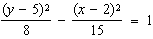 (y − 5)²/8 − (x − 2)²/15 = 1